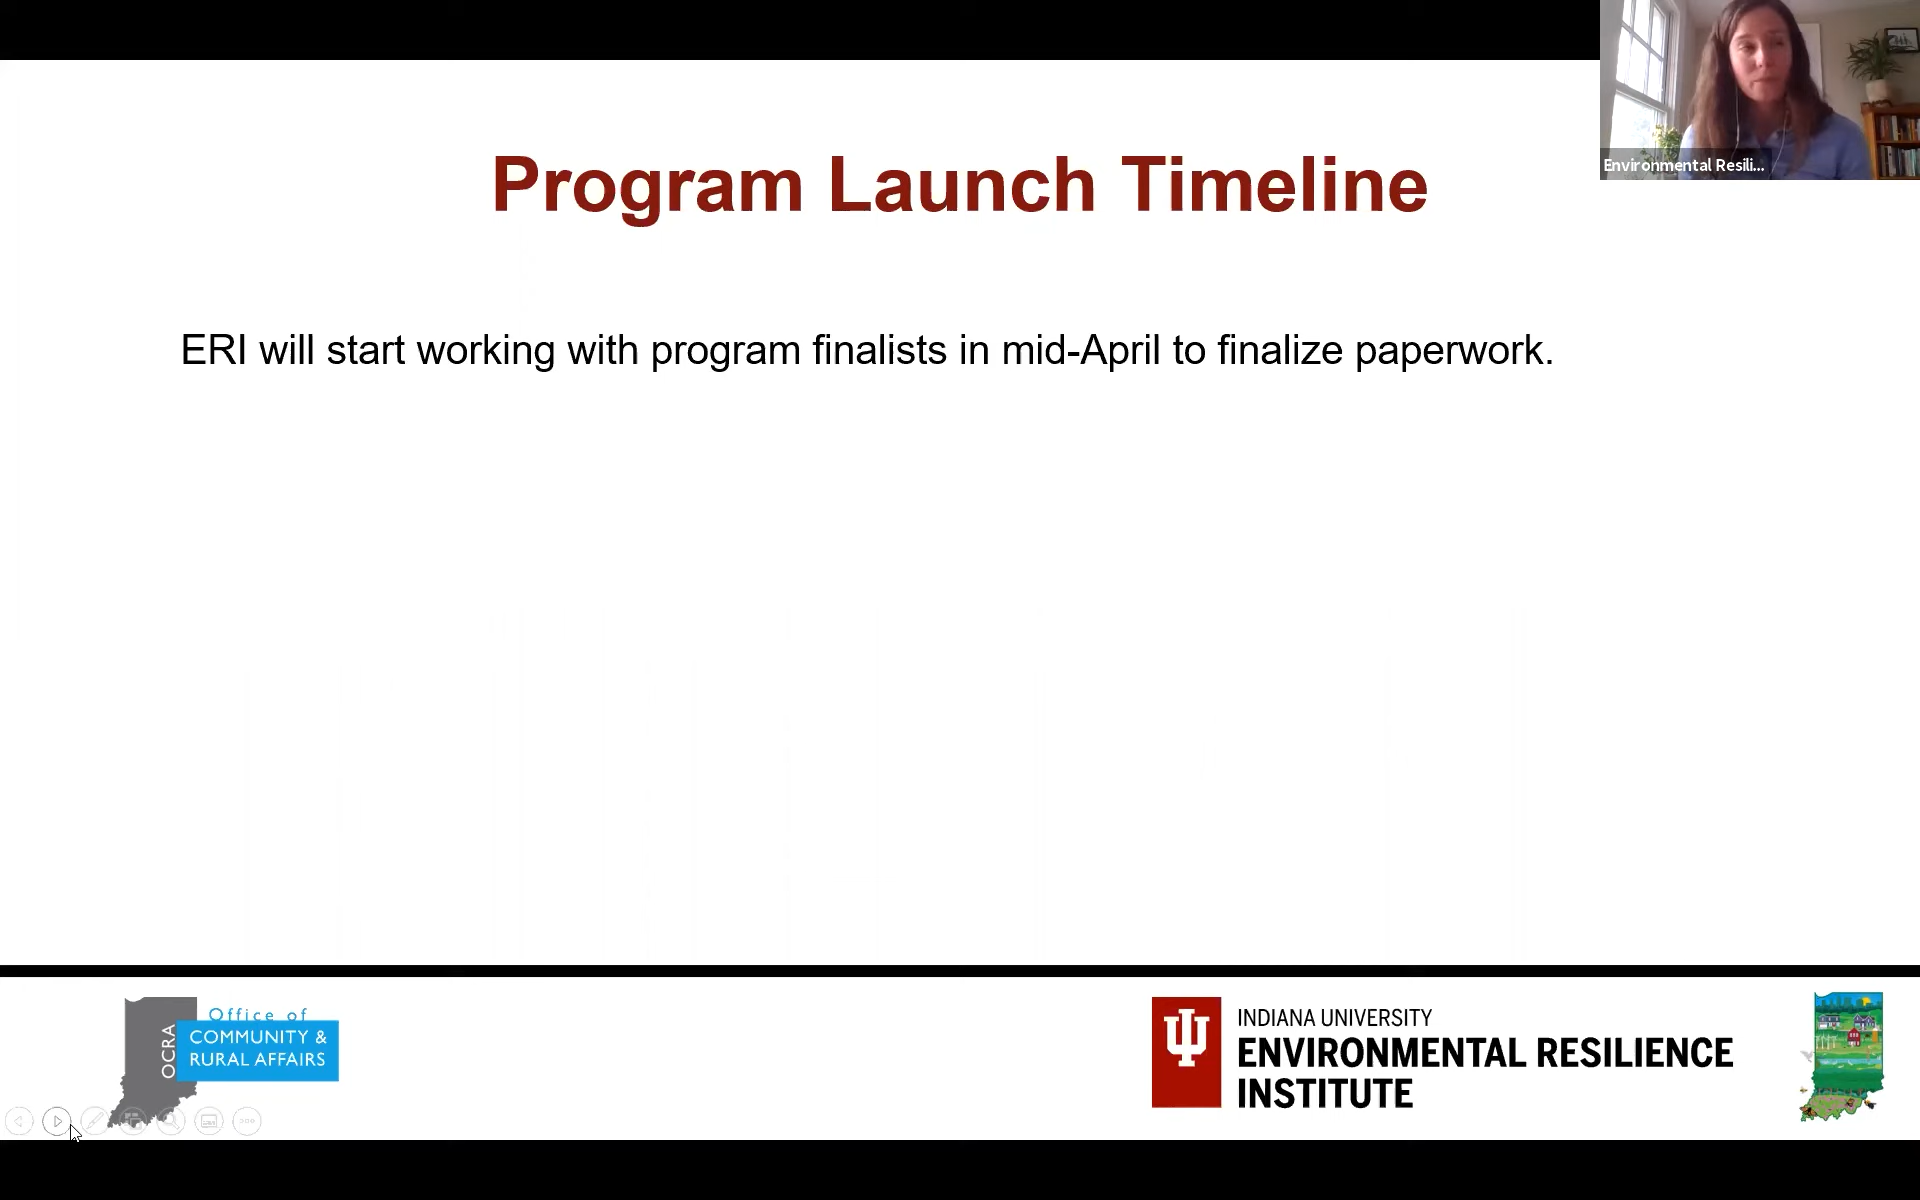 Environmental Resili...
Program Launch Timeline
ERI will start working with program finalists in mid-April to finalize paperwork.
OCRA
Office of
COMMUNITY &
RURAL AFFAIRS
INDIANA UNIVERSITY
ENVIRONMENTAL RESILIENCE
INSTITUTE